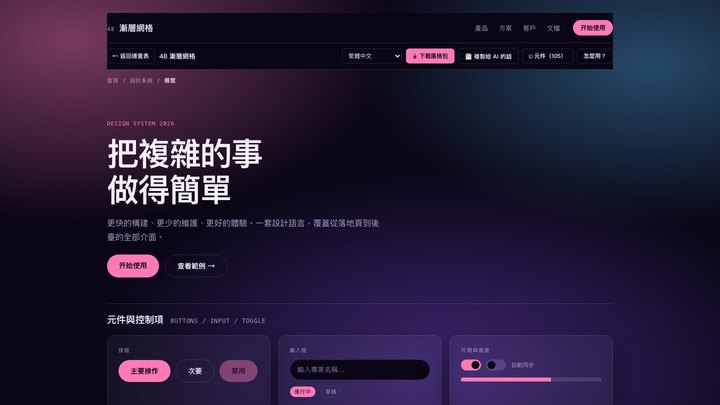 48 漸層網格
產品 方案 客戶 文檔 开始使用
← 返回速查表 48 漸層網格 繁體中文 下載風格包 複製給 AI 的話 元件（105） 怎麼用？
首頁 / 設計系統 / 概覽
DESIGN SYSTEM 2026
把複雜的事
做得簡單
更快的構建、更少的維護、更好的體驗。一套設計語言，覆蓋從落地頁到後
臺的全部介面。
开始使用 查看範例 →
元件與控制項 BUTTONS / INPUT / TOGGLE
按鈕 輸入框 開關與進度
主要操作 次要 禁用 輸入專案名稱… 自動同步
進行中 草稿